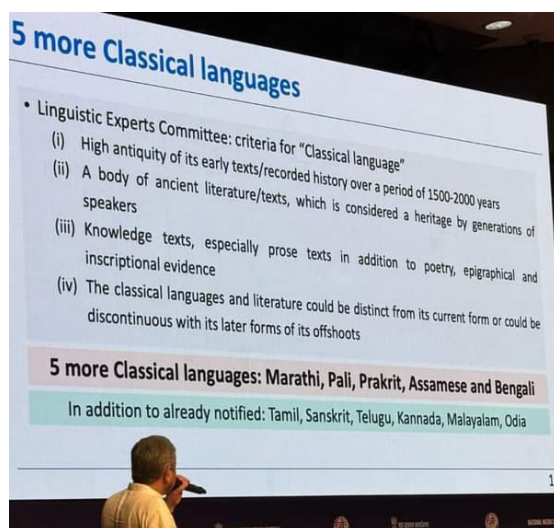 5 more Classical languages
• Linguistic Experts Committee: criteria for "Classical language"
(i) High antiquity of its early texts/recorded history over a period of 1500-2000 years
(ii) A body of ancient literature/texts, which is considered a heritage by generations of
speakers
(iii) Knowledge texts, especially prose texts in addition to poetry, epigraphical and
inscriptional evidence
(iv) The classical languages and literature could be distinct from its current form or could be
discontinuous with its later forms of its offshoots
5 more Classical languages: Marathi, Pali, Prakrit, Assamese and Bengali
In addition to already notified: Tamil, Sanskrit, Telugu, Kannada, Malayalam, Odia
1